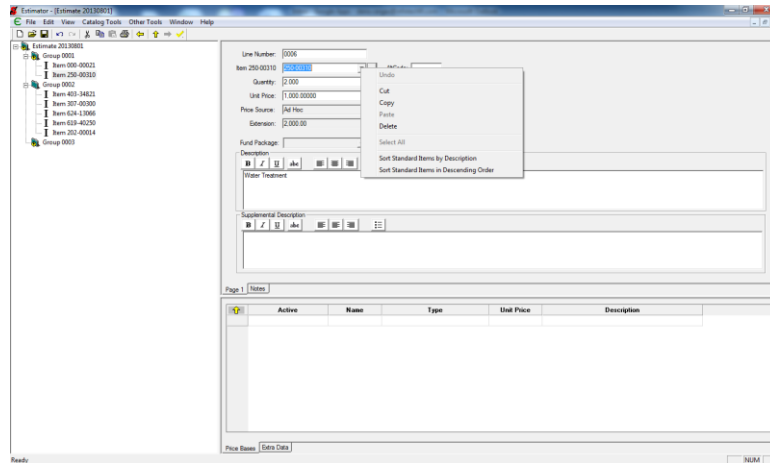 Estimator - [Estimate 20130801]
File Edit View Catalog Tools Other Tools Window Help
Estimate 20130801
Group 0001
Item 000-00021
Item 250-00310
Group 0002
Item 403-34821
Item 307-00300
Item 624-13066
Item 619-40250
Item 202-00014
Group 0003
Line Number: 0006
Item 250-00310 250-00310
Quantity: 2.000
Unit Price: 1,000.00000
Price Source: Ad Hoc
Extension: 2,000.00
Fund Package:
Undo
Cut
Copy
Paste
Delete
Select All
Sort Standard Items by Description
Sort Standard Items in Descending Order
Description
B I U abc
Water Treatment
Supplemental Description
B I U abc
Page 1 Notes
Active Name Type Unit Price Description
Price Bases Extra Data
Ready NUM